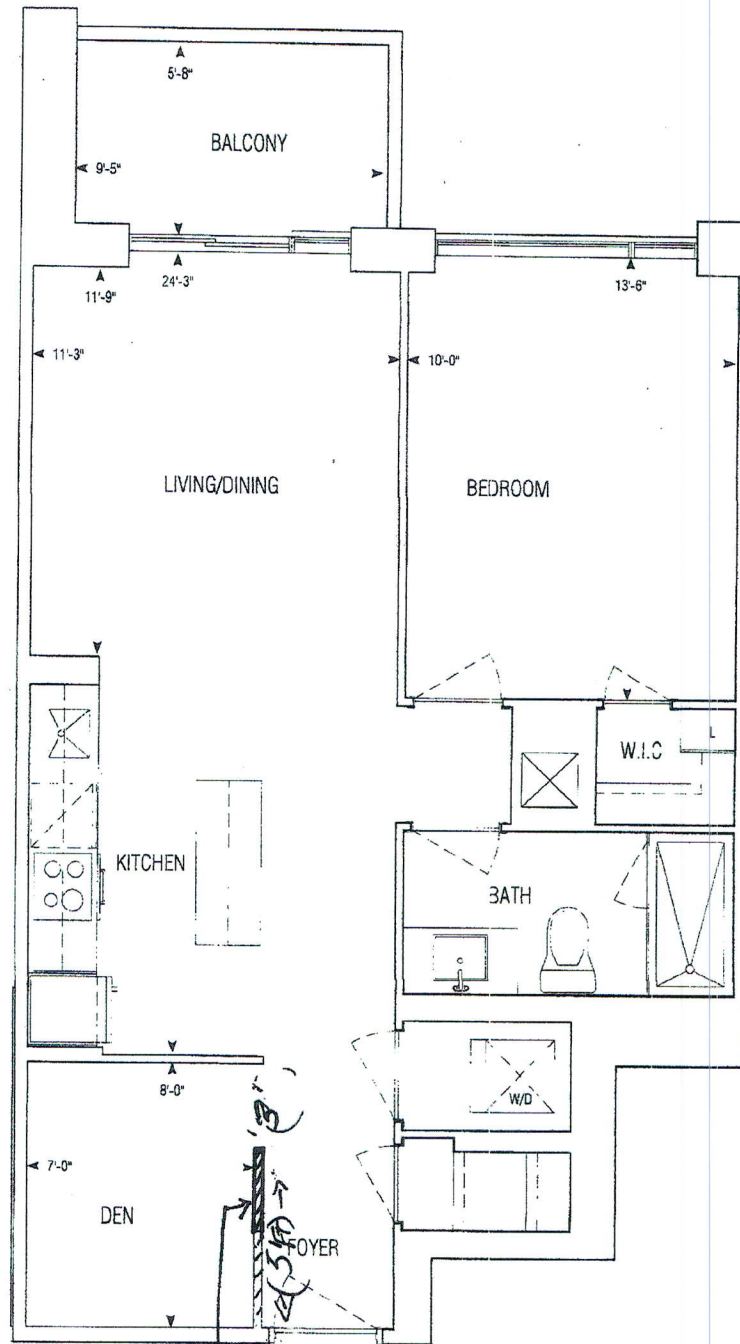 5'-8"
BALCONY
9'-5"
11'-9"
24'-3"
13'-6"
11'-3"
10'-0"
LIVING/DINING
BEDROOM
W.I.C
L
KITCHEN
BATH
W/D
8'-0"
7'-0"
DEN
FOYER